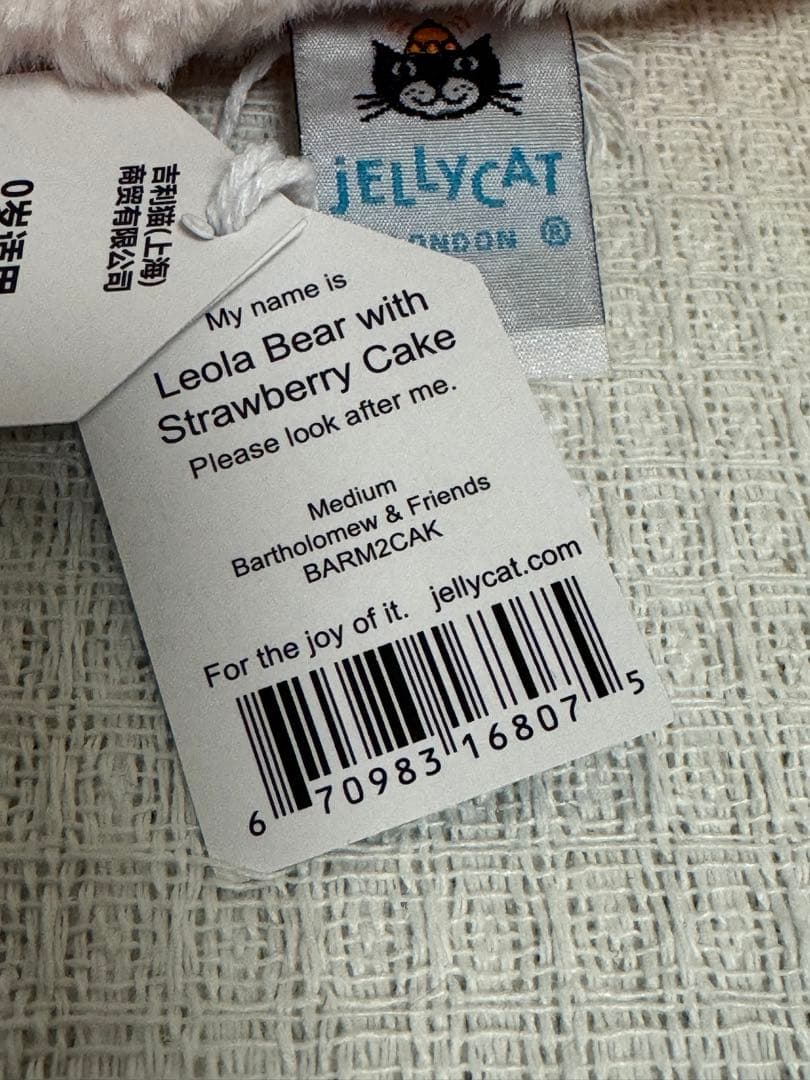 jELLYCAT
LONDON ®
吉利猫(上海)
商贸有限公司
My name is
Leola Bear with
Strawberry Cake
Please look after me.
Medium
Bartholomew & Friends
BARM2CAK
For the joy of it. jellycat.com
6 70983 16807 5